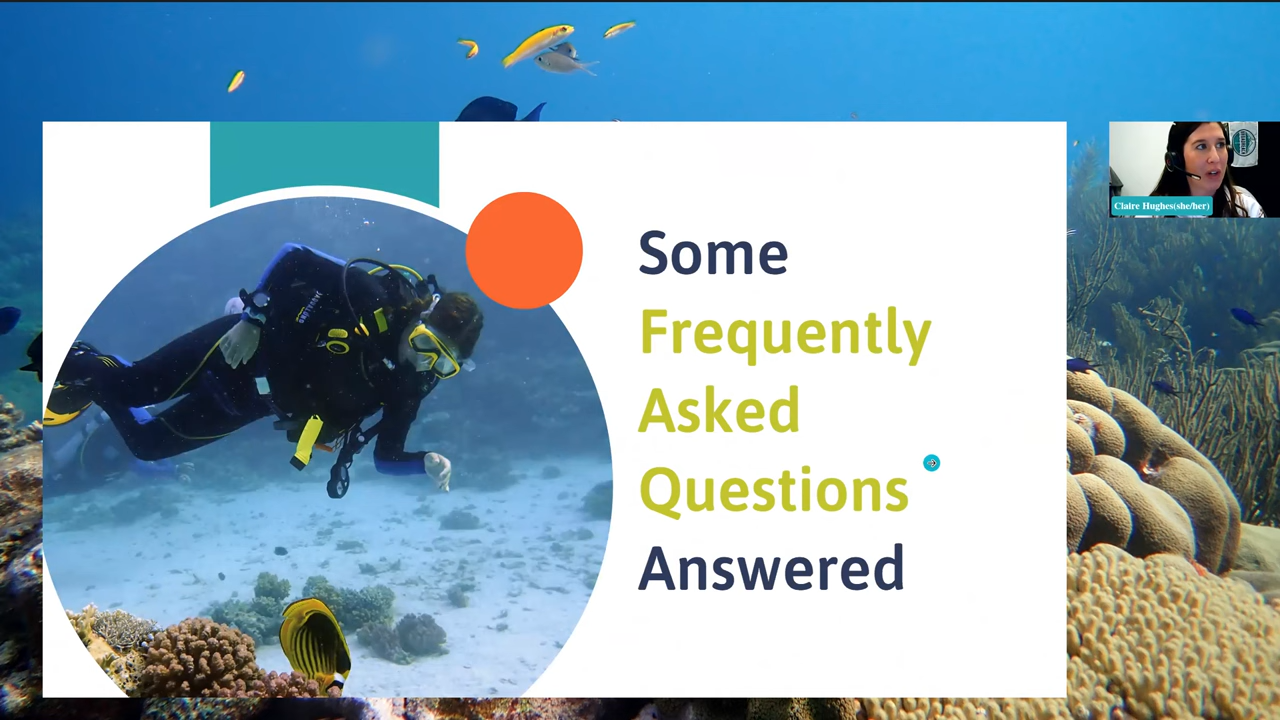 Some
Frequently
Asked
Questions
Answered
Claire Hughes(she/her)